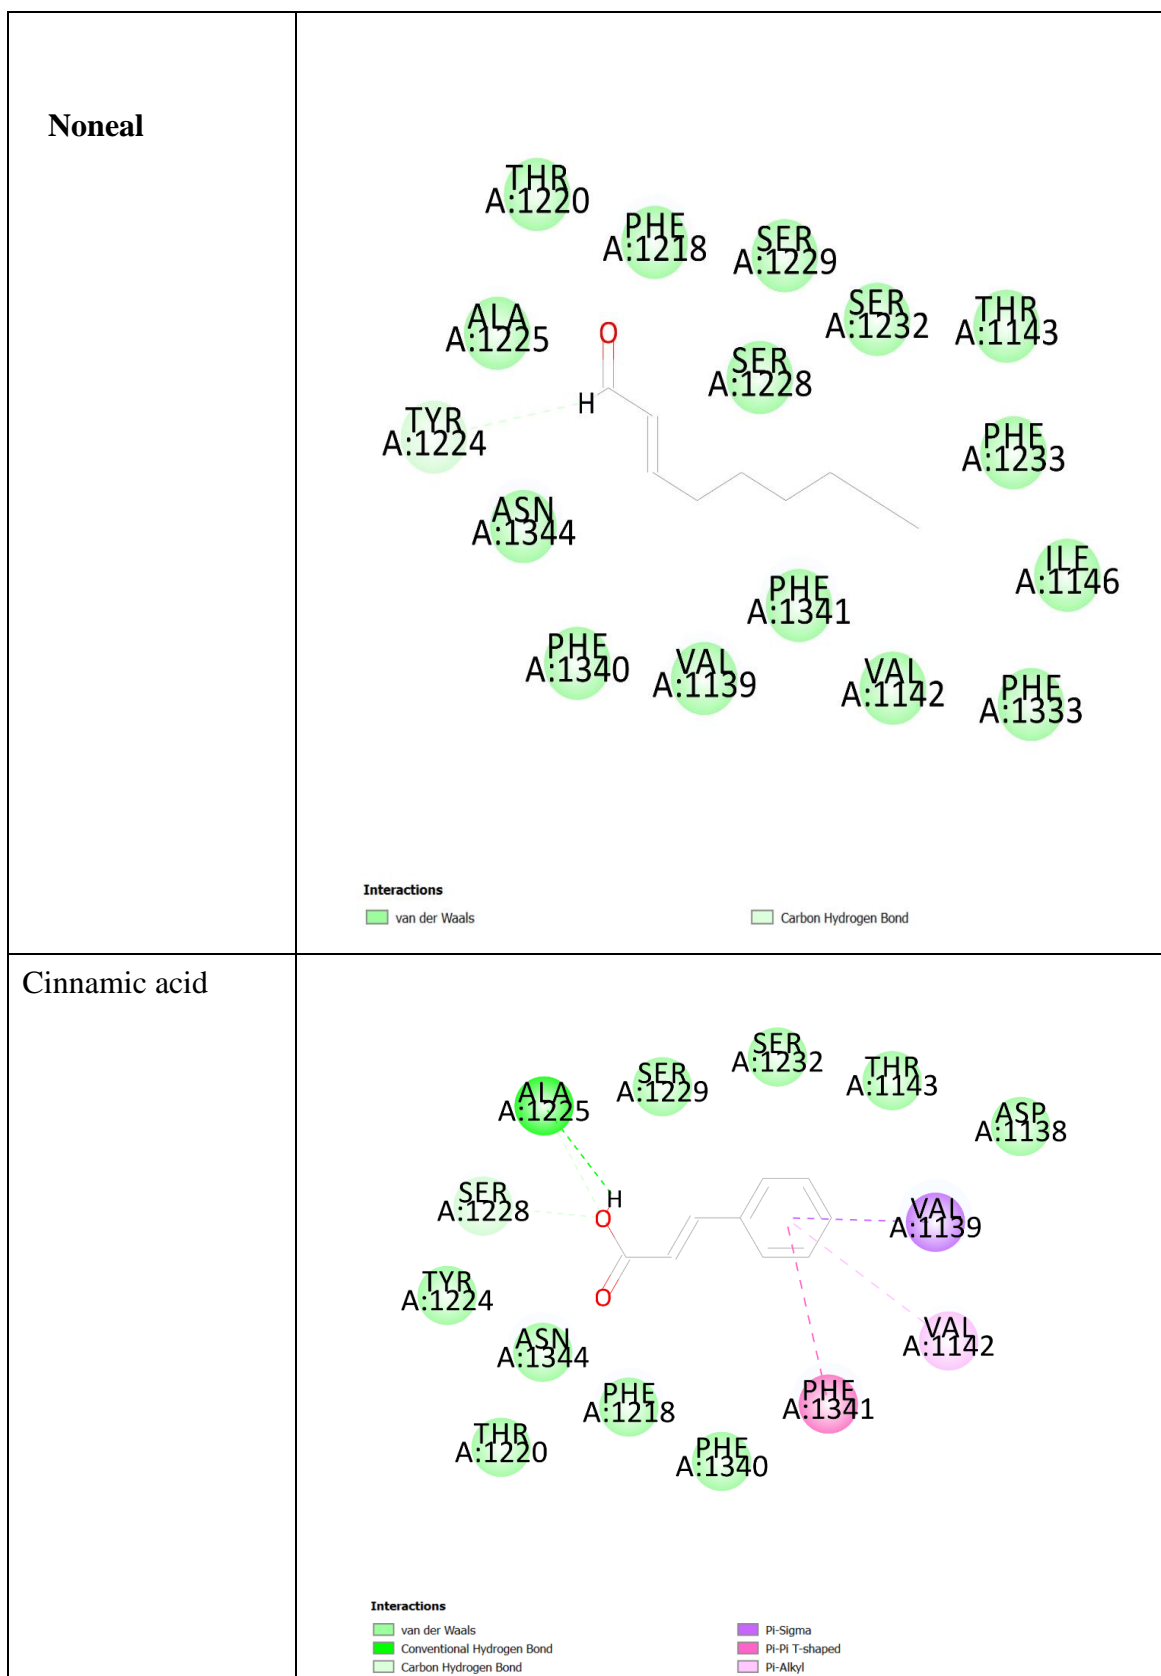 Noneal
THR
A:1220
PHE
A:1218
SER
A:1229
SER
A:1232
THR
A:1143
ALA
A:1225
O
SER
A:1228
H
TYR
A:1224
PHE
A:1233
ASN
A:1344
ILE
A:1146
PHE
A:1341
PHE
A:1340
VAL
A:1139
VAL
A:1142
PHE
A:1333
Interactions
van der Waals
Carbon Hydrogen Bond
Cinnamic acid
SER
A:1232
SER
A:1229
THR
A:1143
ALA
A:1225
ASP
A:1138
SER
A:1228
H
O
VAL
A:1139
TYR
A:1224
O
VAL
A:1142
ASN
A:1344
PHE
A:1218
PHE
A:1341
THR
A:1220
PHE
A:1340
Interactions
van der Waals
Conventional Hydrogen Bond
Carbon Hydrogen Bond
Pi-Sigma
Pi-Pi T-shaped
Pi-Alkyl